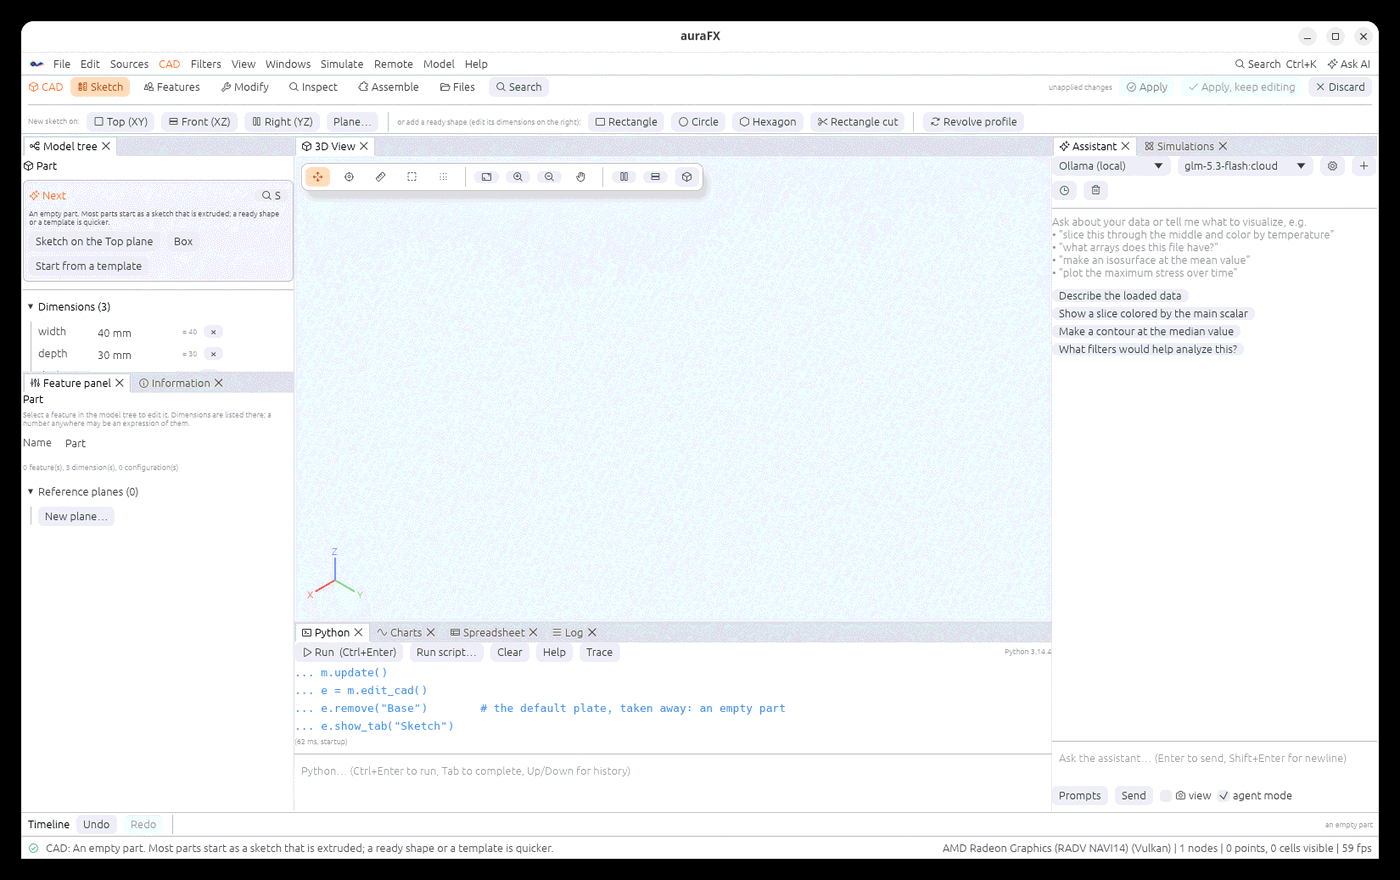 auraFX
File Edit Sources CAD Filters View Windows Simulate Remote Model Help
Search Ctrl+K Ask AI
CAD Sketch Features Modify Inspect Assemble Files Search
unapplied changes Apply Apply, keep editing Discard
New sketch on: Top (XY) Front (XZ) Right (YZ) Plane... or add a ready shape (edit its dimensions on the right): Rectangle Circle Hexagon Rectangle cut Revolve profile
Model tree
Part
Next S
An empty part. Most parts start as a sketch that is extruded; a ready shape
or a template is quicker.
Sketch on the Top plane Box
Start from a template
Dimensions (3)
width 40 mm = 40 ×
depth 30 mm = 30 ×
Feature panel Information
Part
Select a feature in the model tree to edit it. Dimensions are listed there; a
number anywhere may be an expression of them.
Name Part
0 feature(s), 3 dimension(s), 0 configuration(s)
Reference planes (0)
New plane...
3D View
Z
X
Y
Python Charts Spreadsheet Log
Run (Ctrl+Enter) Run script... Clear Help Trace
Python 3.14.4
... m.update()
... e = m.edit_cad()
... e.remove("Base") # the default plate, taken away: an empty part
... e.show_tab("Sketch")
(62 ms, startup)
Python... (Ctrl+Enter to run, Tab to complete, Up/Down for history)
Assistant Simulations
Ollama (local) glm-5.3-flash:cloud
Ask about your data or tell me what to visualize, e.g.
• "slice this through the middle and color by temperature"
• "what arrays does this file have?"
• "make an isosurface at the mean value"
• "plot the maximum stress over time"
Describe the loaded data
Show a slice colored by the main scalar
Make a contour at the median value
What filters would help analyze this?
Ask the assistant... (Enter to send, Shift+Enter for newline)
Prompts Send view agent mode
Timeline Undo Redo
an empty part
CAD: An empty part. Most parts start as a sketch that is extruded; a ready shape or a template is quicker.
AMD Radeon Graphics (RADV NAVI14) (Vulkan) | 1 nodes | 0 points, 0 cells visible | 59 fps